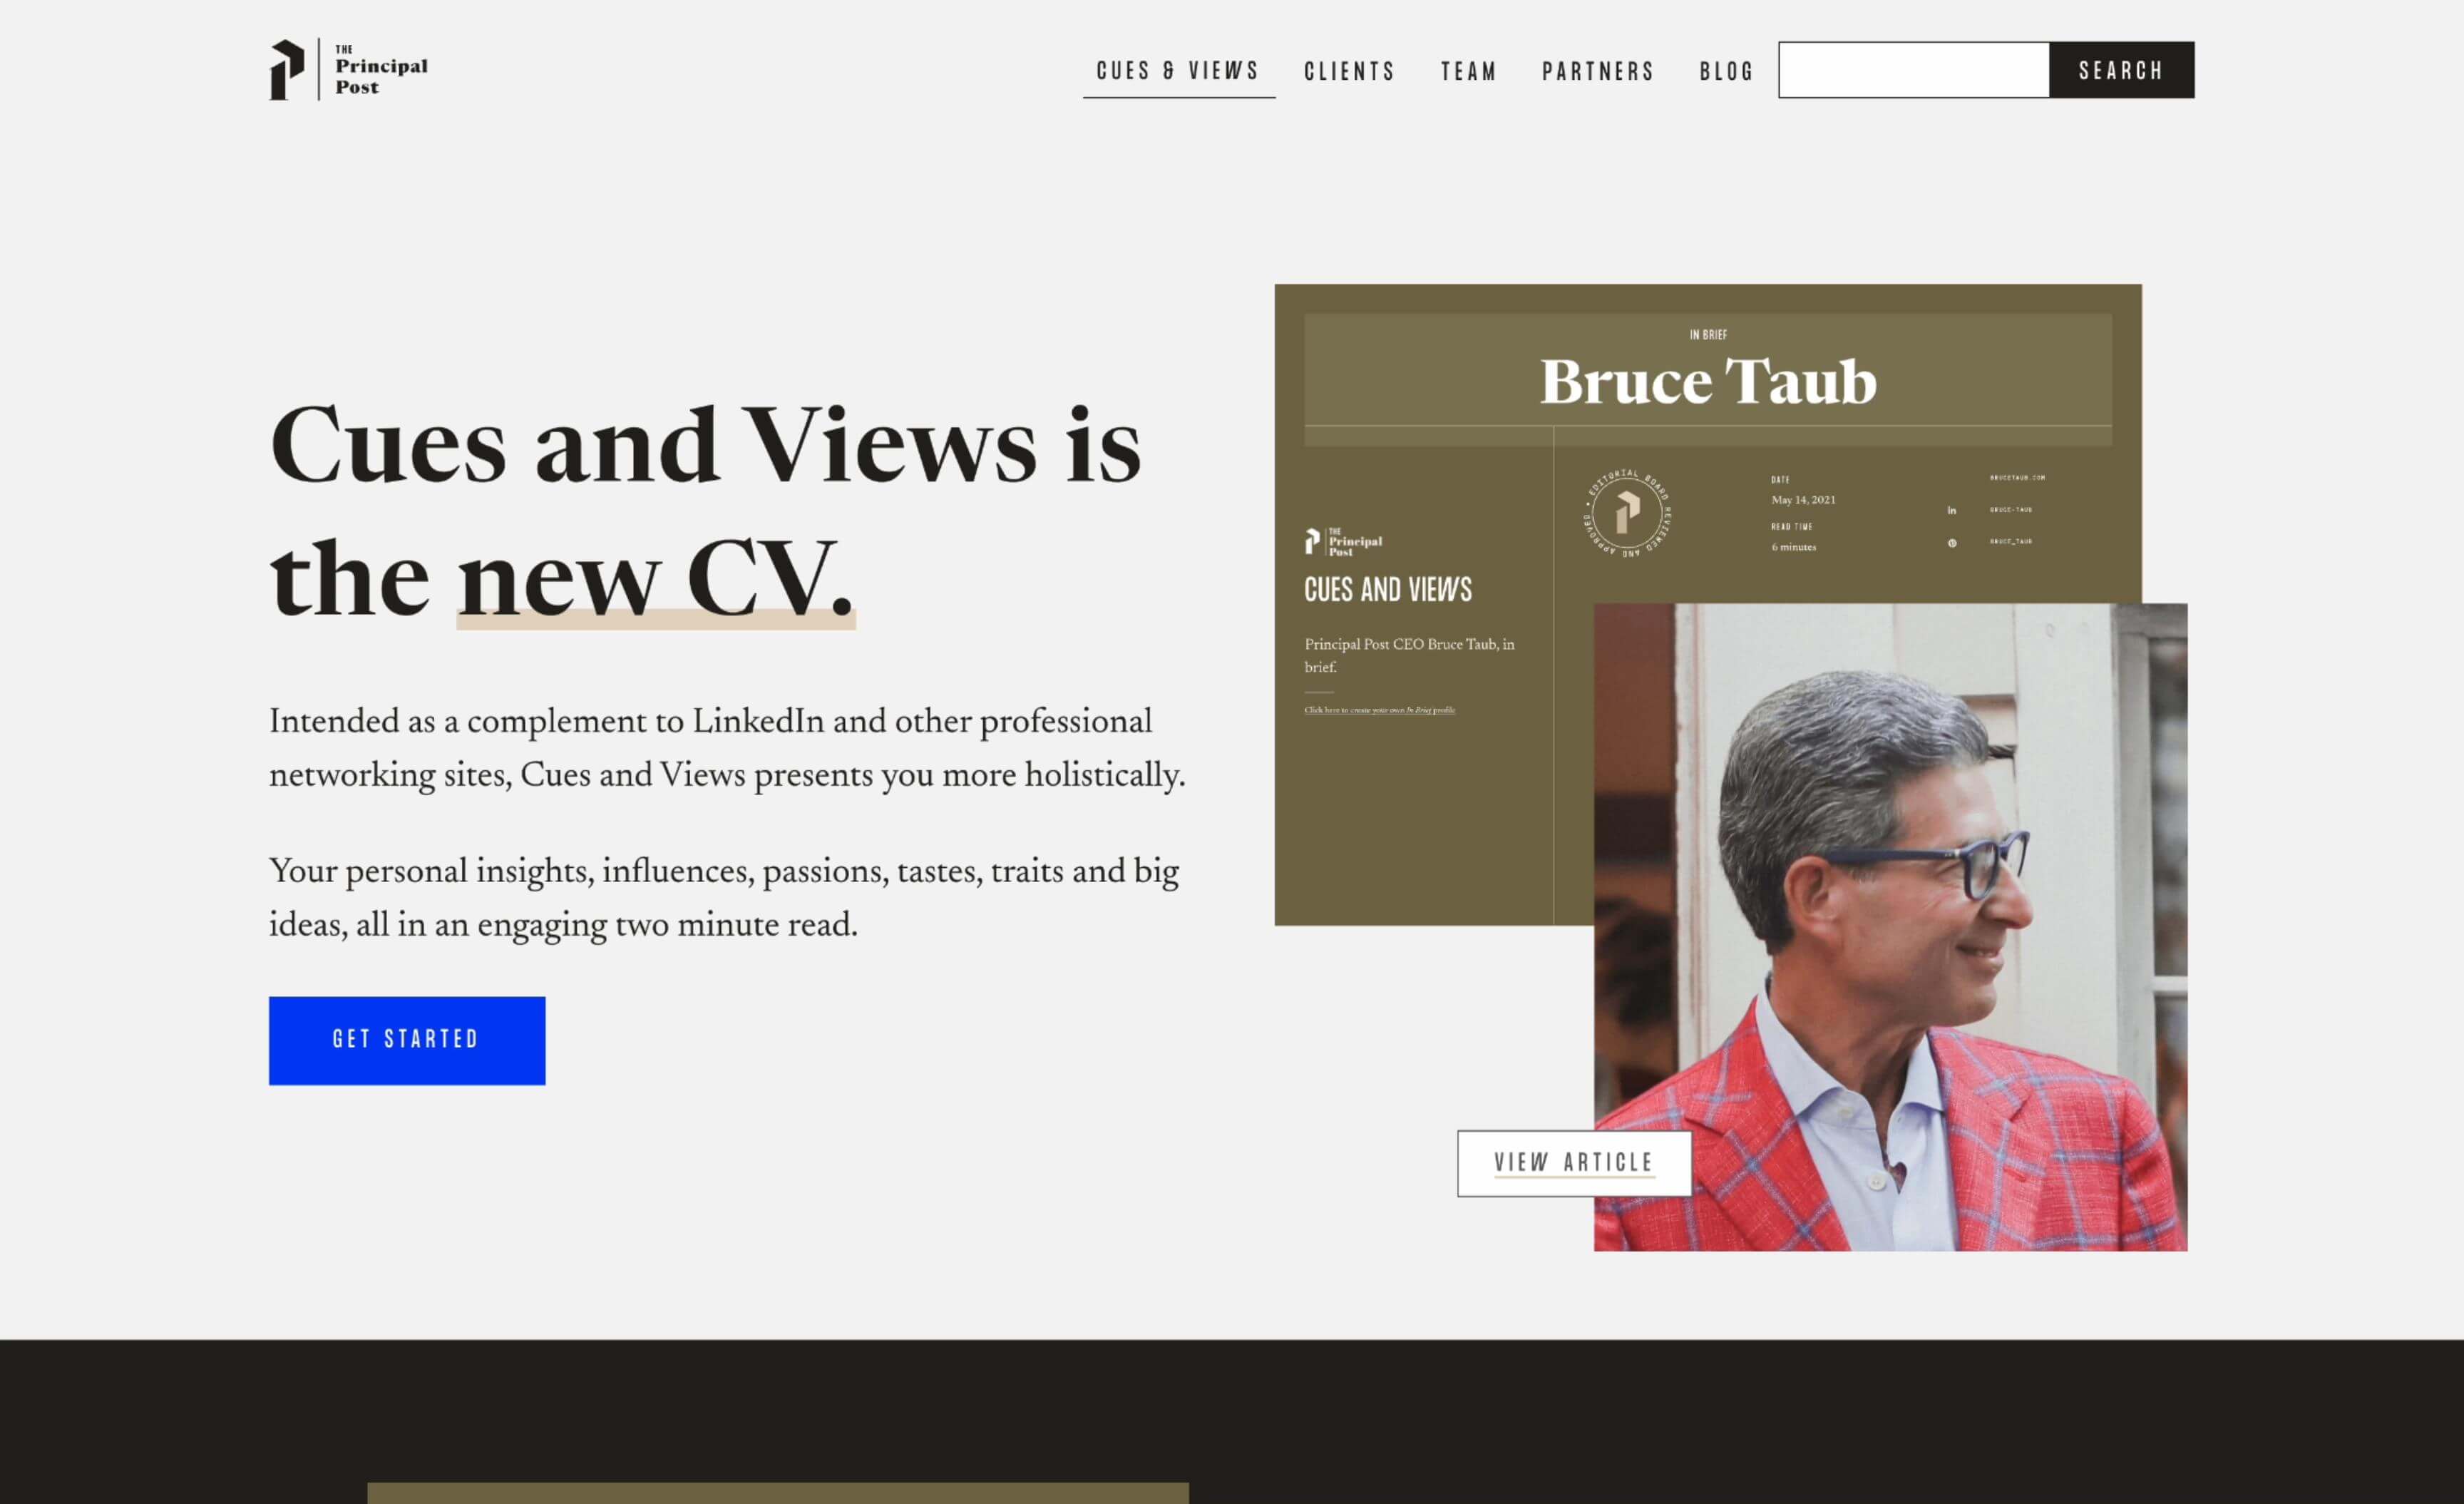 THE
Principal
Post
CUES & VIEWS
CLIENTS
TEAM
PARTNERS
BLOG
SEARCH
Cues and Views is
the new CV.
Intended as a complement to LinkedIn and other professional
networking sites, Cues and Views presents you more holistically.
Your personal insights, influences, passions, tastes, traits and big
ideas, all in an engaging two minute read.
GET STARTED
IN BRIEF
Bruce Taub
THE
Principal
Post
CUES AND VIEWS
Principal Post CEO Bruce Taub, in
brief.
Click here to create your own In Brief profile
EDITORIAL BOARD REVIEWED AND APPROVED •
DATE
May 14, 2021
READ TIME
6 minutes
BRUCETAUB.COM
in
BRUCE-TAUB
BRUCE_TAUB
VIEW ARTICLE